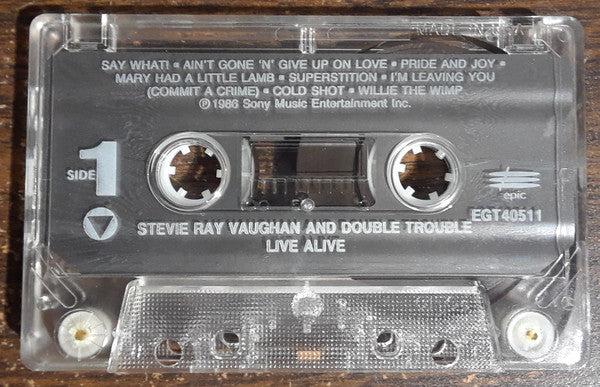 SAY WHAT! • AIN'T GONE 'N' GIVE UP ON LOVE • PRIDE AND JOY •
MARY HAD A LITTLE LAMB • SUPERSTITION • I'M LEAVING YOU
(COMMIT A CRIME) • COLD SHOT • WILLIE THE WIMP
℗1986 Sony Music Entertainment Inc.
SIDE 1
epic
EGT40511
STEVIE RAY VAUGHAN AND DOUBLE TROUBLE
LIVE ALIVE